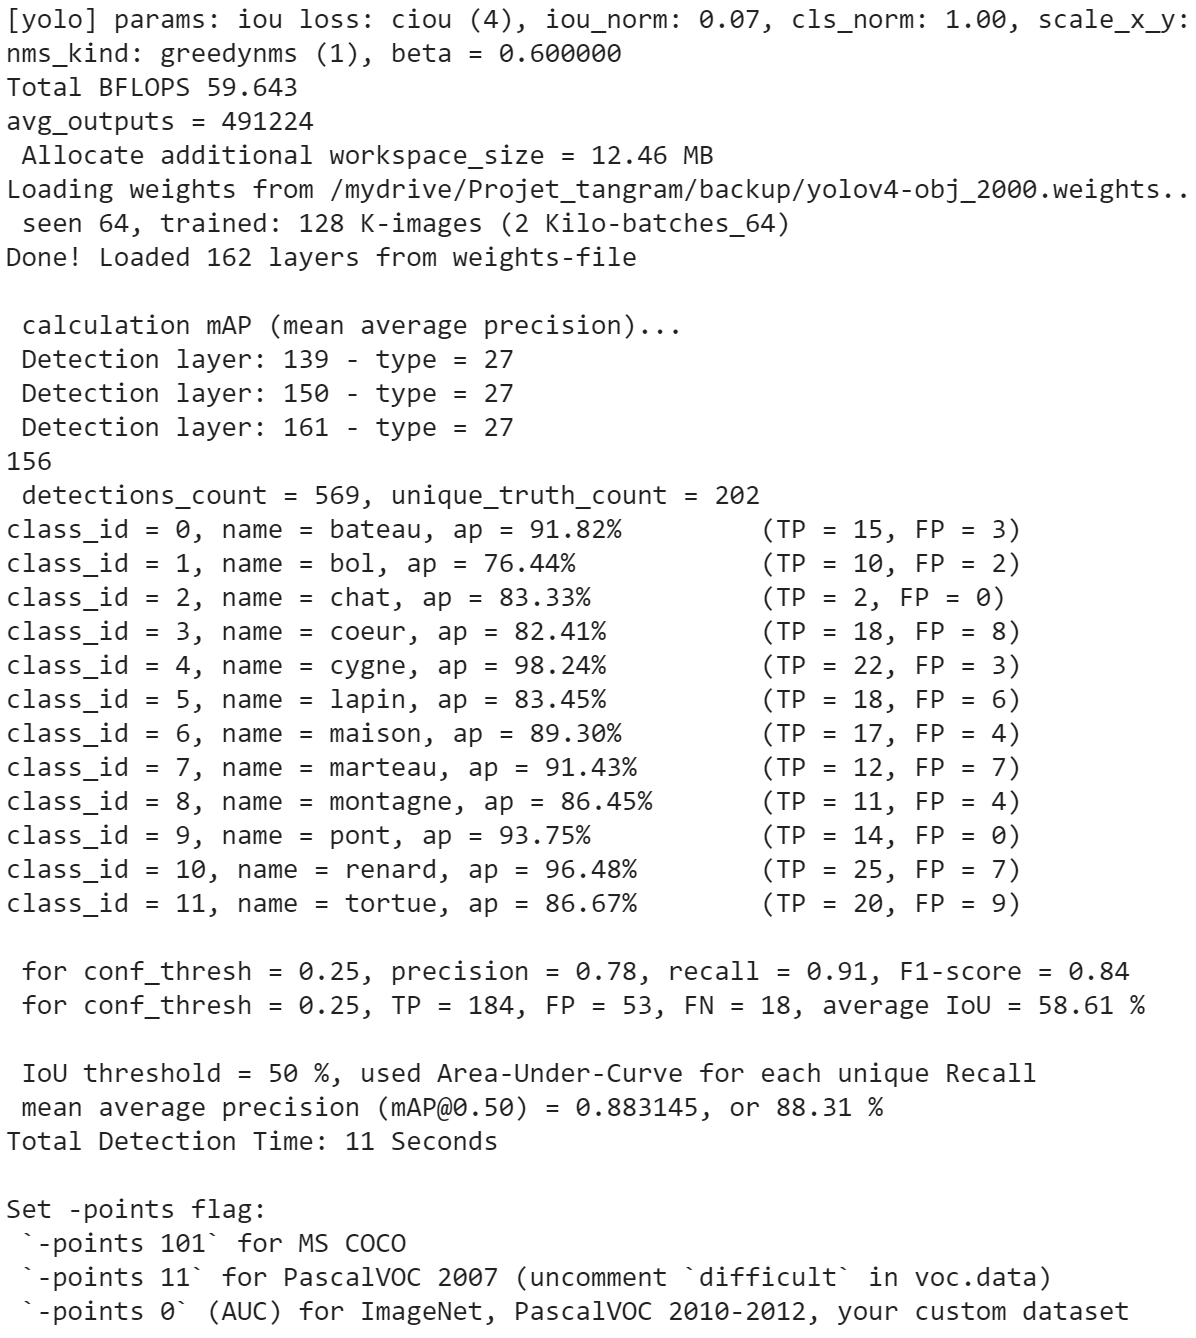 [yolo] params: iou loss: ciou (4), iou_norm: 0.07, cls_norm: 1.00, scale_x_y:
nms_kind: greedynms (1), beta = 0.600000
Total BFLOPS 59.643
avg_outputs = 491224
 Allocate additional workspace_size = 12.46 MB
Loading weights from /mydrive/Projet_tangram/backup/yolov4-obj_2000.weights..
 seen 64, trained: 128 K-images (2 Kilo-batches_64)
Done! Loaded 162 layers from weights-file
 calculation mAP (mean average precision)...
 Detection layer: 139 - type = 27
 Detection layer: 150 - type = 27
 Detection layer: 161 - type = 27
156
 detections_count = 569, unique_truth_count = 202
class_id = 0, name = bateau, ap = 91.82%         (TP = 15, FP = 3)
class_id = 1, name = bol, ap = 76.44%            (TP = 10, FP = 2)
class_id = 2, name = chat, ap = 83.33%           (TP = 2, FP = 0)
class_id = 3, name = coeur, ap = 82.41%          (TP = 18, FP = 8)
class_id = 4, name = cygne, ap = 98.24%          (TP = 22, FP = 3)
class_id = 5, name = lapin, ap = 83.45%          (TP = 18, FP = 6)
class_id = 6, name = maison, ap = 89.30%         (TP = 17, FP = 4)
class_id = 7, name = marteau, ap = 91.43%        (TP = 12, FP = 7)
class_id = 8, name = montagne, ap = 86.45%       (TP = 11, FP = 4)
class_id = 9, name = pont, ap = 93.75%           (TP = 14, FP = 0)
class_id = 10, name = renard, ap = 96.48%        (TP = 25, FP = 7)
class_id = 11, name = tortue, ap = 86.67%        (TP = 20, FP = 9)
 for conf_thresh = 0.25, precision = 0.78, recall = 0.91, F1-score = 0.84
 for conf_thresh = 0.25, TP = 184, FP = 53, FN = 18, average IoU = 58.61 %
 IoU threshold = 50 %, used Area-Under-Curve for each unique Recall
 mean average precision (mAP@0.50) = 0.883145, or 88.31 %
Total Detection Time: 11 Seconds
Set -points flag:
 `-points 101` for MS COCO
 `-points 11` for PascalVOC 2007 (uncomment `difficult` in voc.data)
 `-points 0` (AUC) for ImageNet, PascalVOC 2010-2012, your custom dataset